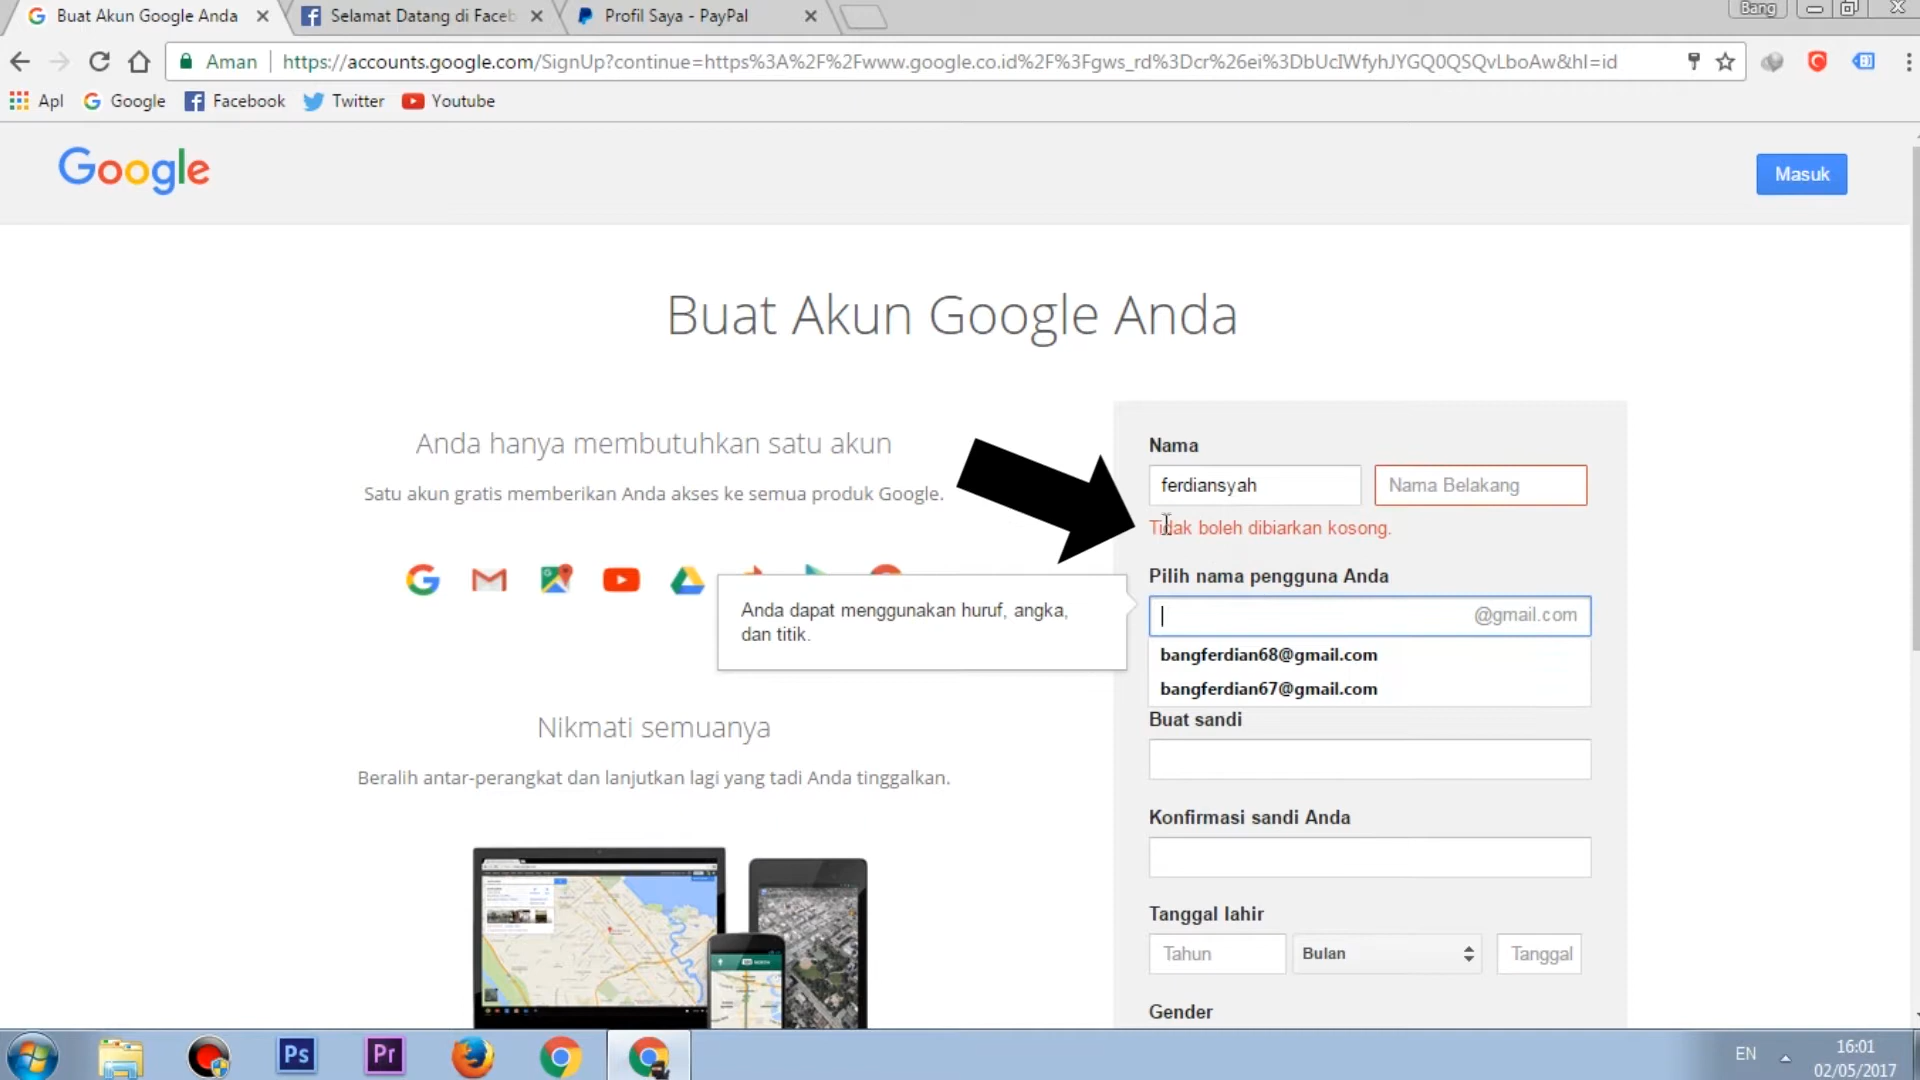 Buat Akun Google Anda
Selamat Datang di Faceb
Profil Saya - PayPal
Bang
Aman
https://accounts.google.com/SignUp?continue=https%3A%2F%2Fwww.google.co.id%2F%3Fgws_rd%3Dcr%26ei%3DbUcIWfyhJYGQ0QSQvLboAw&hl=id
Apl
Google
Facebook
Twitter
Youtube
Google
Masuk
Buat Akun Google Anda
Anda hanya membutuhkan satu akun
Satu akun gratis memberikan Anda akses ke semua produk Google.
Anda dapat menggunakan huruf, angka,
dan titik.
Nikmati semuanya
Beralih antar-perangkat dan lanjutkan lagi yang tadi Anda tinggalkan.
Nama
ferdiansyah
Nama Belakang
Tidak boleh dibiarkan kosong.
Pilih nama pengguna Anda
@gmail.com
bangferdian68@gmail.com
bangferdian67@gmail.com
Buat sandi
Konfirmasi sandi Anda
Tanggal lahir
Tahun
Bulan
Tanggal
Gender
Ps
Pr
EN
16:01
02/05/2017